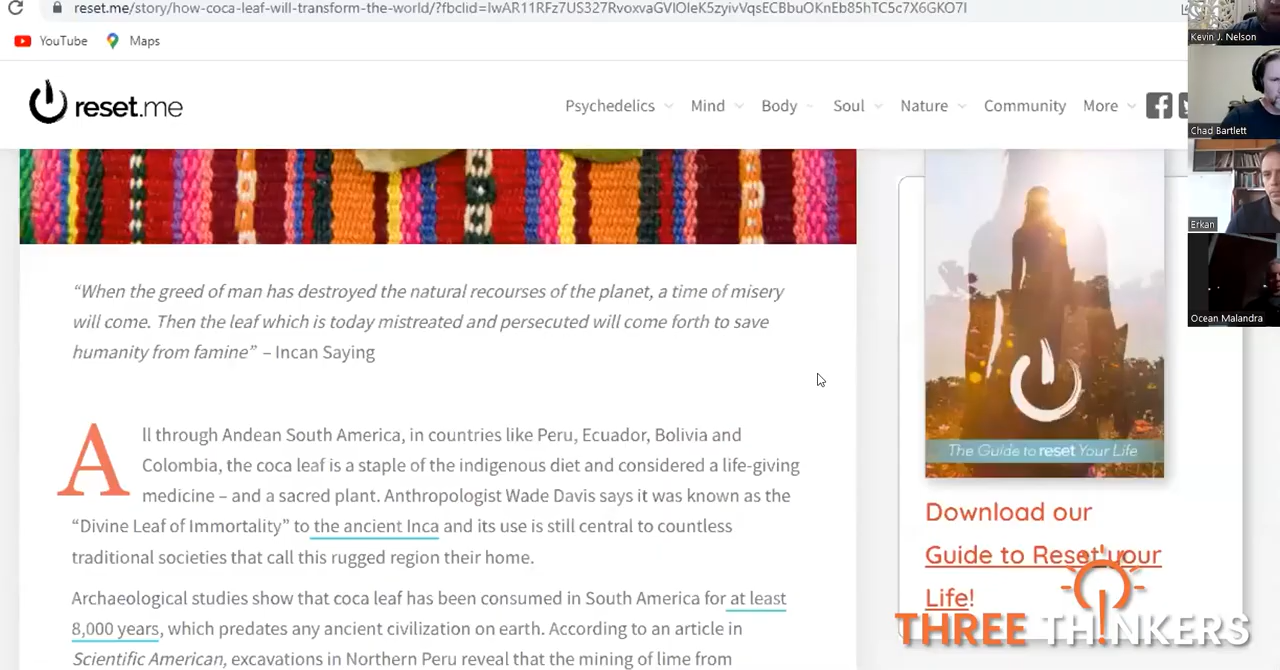 reset.me/story/how-coca-leaf-will-transform-the-world/?fbclid=IwAR11RFz7US327RvoxvaGVIOleK5zyivVqsECBbuOKnEb85hTC5c7X6GKO7I
YouTube Maps
reset.me
Psychedelics Mind Body Soul Nature Community More
Kevin J. Nelson
Chad Bartlett
Erkan
Ocean Malandra
“When the greed of man has destroyed the natural recourses of the planet, a time of misery
will come. Then the leaf which is today mistreated and persecuted will come forth to save
humanity from famine” – Incan Saying
All through Andean South America, in countries like Peru, Ecuador, Bolivia and
Colombia, the coca leaf is a staple of the indigenous diet and considered a life-giving
medicine – and a sacred plant. Anthropologist Wade Davis says it was known as the
“Divine Leaf of Immortality” to the ancient Inca and its use is still central to countless
traditional societies that call this rugged region their home.
Archaeological studies show that coca leaf has been consumed in South America for at least
8,000 years, which predates any ancient civilization on earth. According to an article in
Scientific American, excavations in Northern Peru reveal that the mining of lime from
The Guide to reset Your Life
Download our
Guide to Reset your
Life!
THREE TH!NKERS